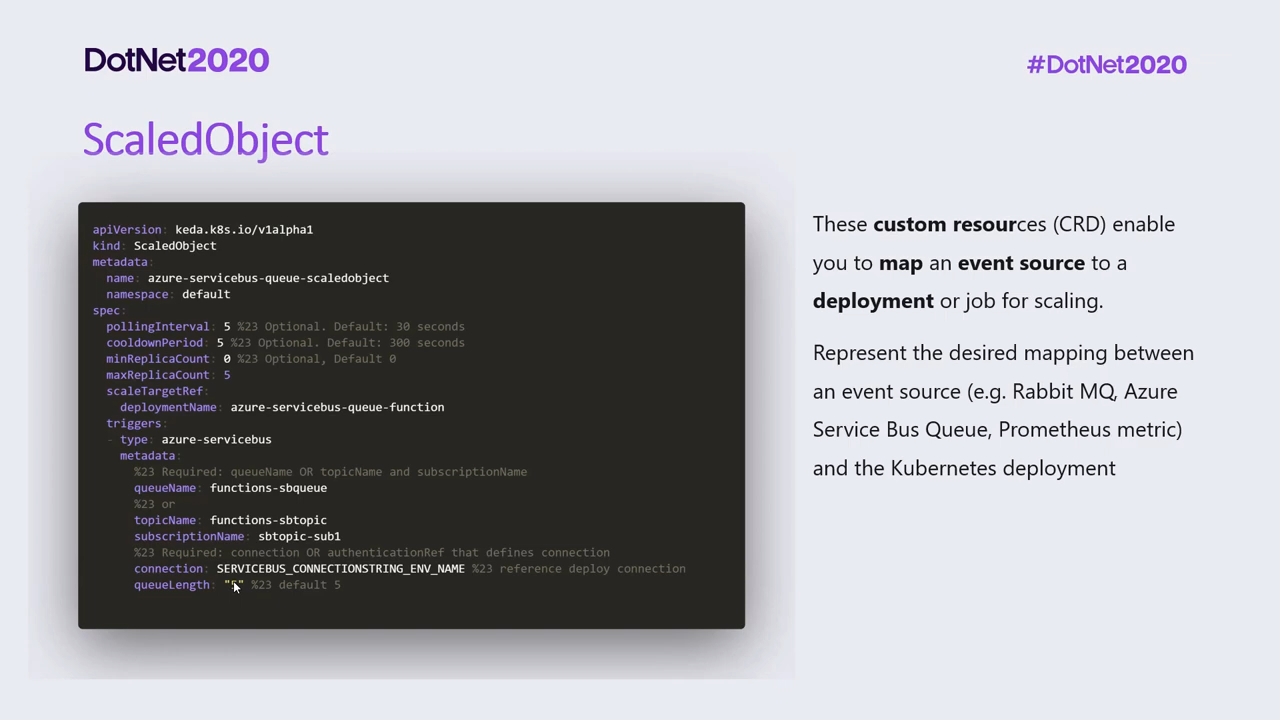 DotNet2020
#DotNet2020
ScaledObject
apiVersion: keda.k8s.io/v1alpha1
kind: ScaledObject
metadata:
  name: azure-servicebus-queue-scaledobject
  namespace: default
spec:
  pollingInterval: 5 %23 Optional. Default: 30 seconds
  cooldownPeriod: 5 %23 Optional. Default: 300 seconds
  minReplicaCount: 0 %23 Optional, Default 0
  maxReplicaCount: 5
  scaleTargetRef:
    deploymentName: azure-servicebus-queue-function
  triggers:
  - type: azure-servicebus
    metadata:
      %23 Required: queueName OR topicName and subscriptionName
      queueName: functions-sbqueue
      %23 or
      topicName: functions-sbtopic
      subscriptionName: sbtopic-sub1
      %23 Required: connection OR authenticationRef that defines connection
      connection: SERVICEBUS_CONNECTIONSTRING_ENV_NAME %23 reference deploy connection
      queueLength: "5" %23 default 5
These custom resources (CRD) enable
you to map an event source to a
deployment or job for scaling.
Represent the desired mapping between
an event source (e.g. Rabbit MQ, Azure
Service Bus Queue, Prometheus metric)
and the Kubernetes deployment